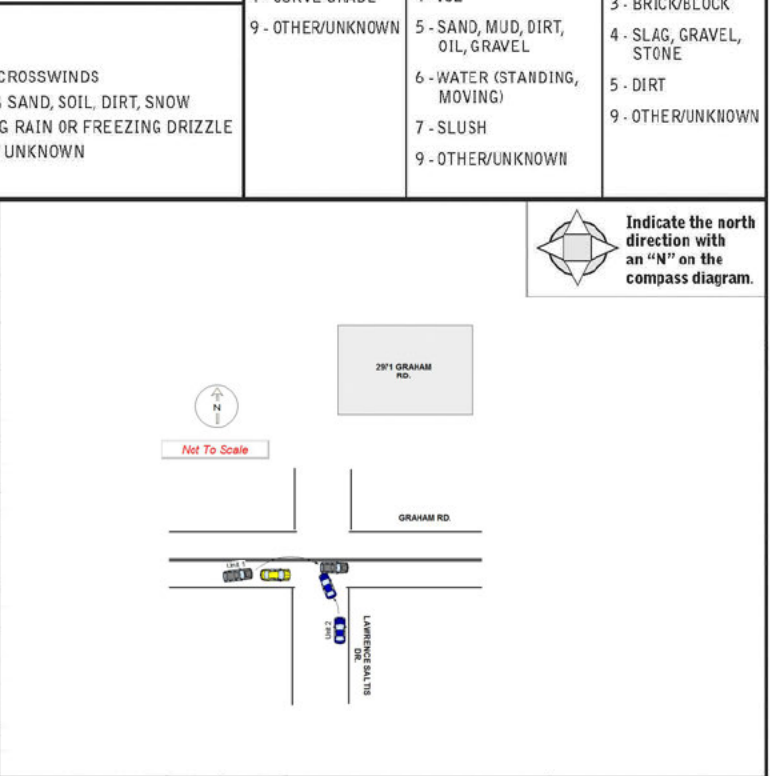 9 - OTHER/UNKNOWN
5 - SAND, MUD, DIRT,
OIL, GRAVEL
6 - WATER (STANDING,
MOVING)
7 - SLUSH
9 - OTHER/UNKNOWN
3 - BRICK/BLOCK
4 - SLAG, GRAVEL,
STONE
5 - DIRT
9 - OTHER/UNKNOWN
CROSSWINDS
SAND, SOIL, DIRT, SNOW
G RAIN OR FREEZING DRIZZLE
UNKNOWN
Indicate the north
direction with
an “N” on the
compass diagram.
2971 GRAHAM
RD.
N
Not To Scale
GRAHAM RD.
Unit 1
Unit 2
LAWRENCE SALTIS
DR.